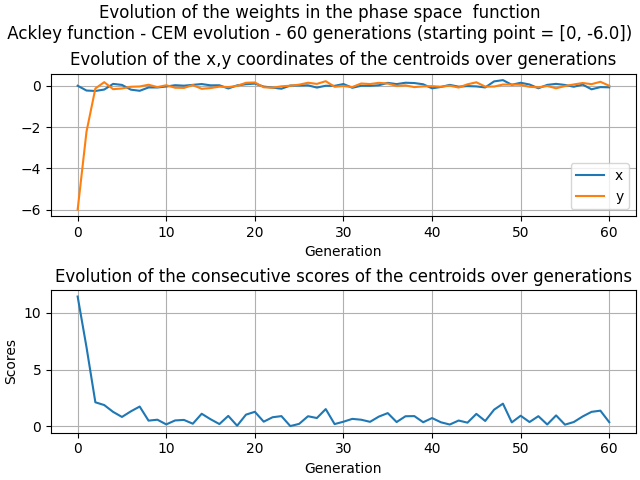 Evolution of the weights in the phase space  function
Ackley function - CEM evolution - 60 generations (starting point = [0, -6.0])
Evolution of the x,y coordinates of the centroids over generations
0
−2
−4
−6
x
y
0 10 20 30 40 50 60
Generation
Evolution of the consecutive scores of the centroids over generations
10
5
0
Scores
0 10 20 30 40 50 60
Generation